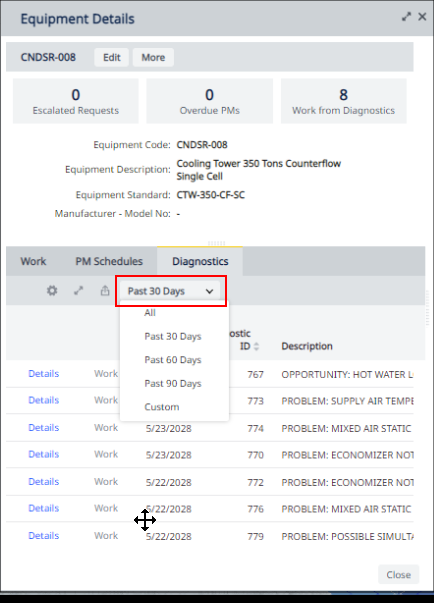 Equipment Details
CNDSR-008 Edit More
0 0 8
Escalated Requests Overdue PMs Work from Diagnostics
Equipment Code: CNDSR-008
Equipment Description: Cooling Tower 350 Tons Counterflow
Single Cell
Equipment Standard: CTW-350-CF-SC
Manufacturer - Model No: -
Work PM Schedules Diagnostics
Past 30 Days
All
Past 30 Days
Past 60 Days
Past 90 Days
Custom
ostic
ID Description
Details Work 767 OPPORTUNITY: HOT WATER L
Details Work 773 PROBLEM: SUPPLY AIR TEMPE
Details Work 5/23/2028 774 PROBLEM: MIXED AIR STATIC
Details Work 5/23/2028 770 PROBLEM: ECONOMIZER NOT
Details Work 5/22/2028 772 PROBLEM: ECONOMIZER NOT
Details Work 5/22/2028 776 PROBLEM: MIXED AIR STATIC
Details Work 5/22/2028 779 PROBLEM: POSSIBLE SIMULTA
Close